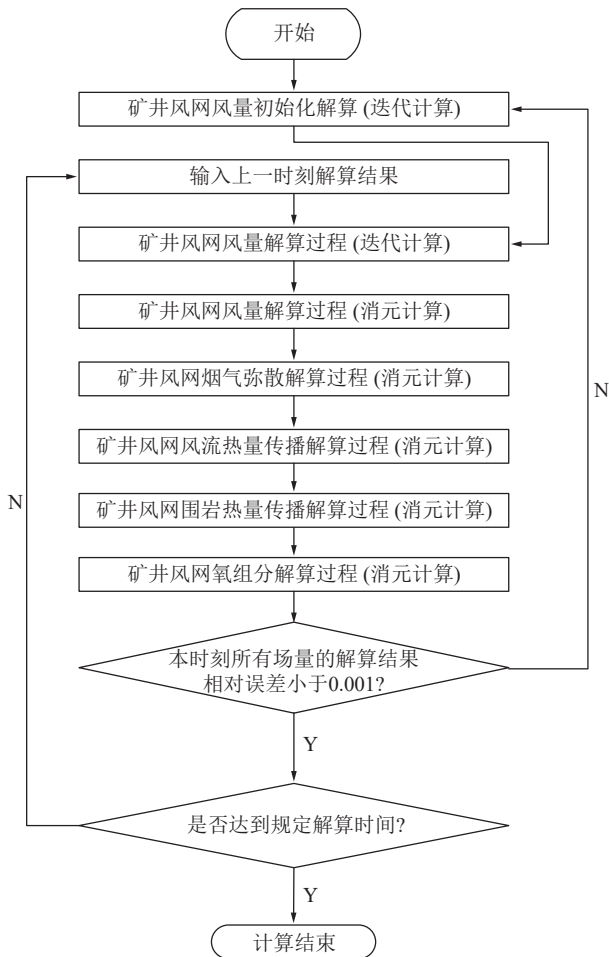 开始
矿井风网风量初始化解算 (迭代计算)
输入上一时刻解算结果
矿井风网风量解算过程 (迭代计算)
矿井风网风量解算过程 (消元计算)
矿井风网烟气弥散解算过程 (消元计算)
N
矿井风网风流热量传播解算过程 (消元计算)
N
矿井风网围岩热量传播解算过程 (消元计算)
矿井风网氧组分解算过程 (消元计算)
本时刻所有场量的解算结果
相对误差小于0.001?
Y
是否达到规定解算时间?
Y
计算结束